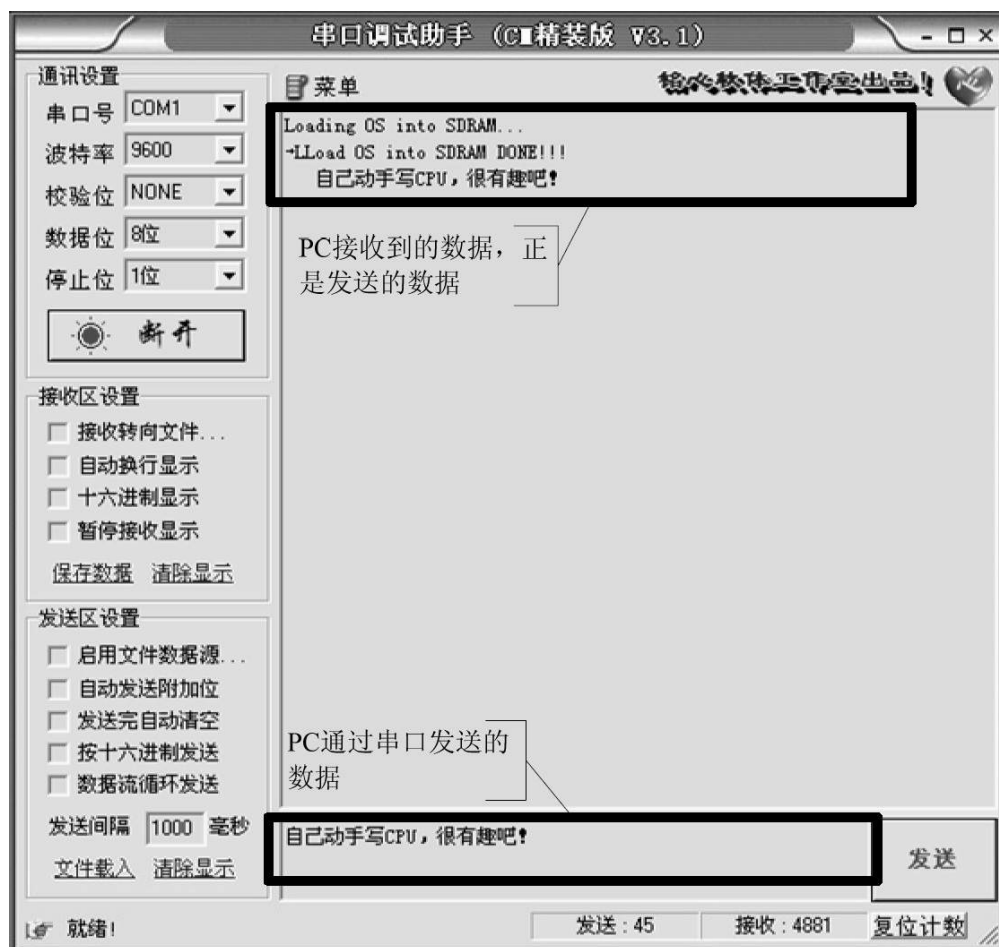 串口调试助手 (CM精装版 V3.1)
通讯设置
串口号 COM1
波特率 9600
校验位 NONE
数据位 8位
停止位 1位
断开
接收区设置
接收转向文件...
自动换行显示
十六进制显示
暂停接收显示
保存数据 清除显示
发送区设置
启用文件数据源...
自动发送附加位
发送完自动清空
按十六进制发送
数据流循环发送
发送间隔 1000 毫秒
文件载入 清除显示
菜单
软件工作室出品!
Loading OS into SDRAM...
LLoad OS into SDRAM DONE!!!
自己动手写CPU,很有趣吧!
PC接收到的数据,正
是发送的数据
PC通过串口发送的
数据
自己动手写CPU,很有趣吧!
发送
就绪!
发送:45
接收:4881
复位计数